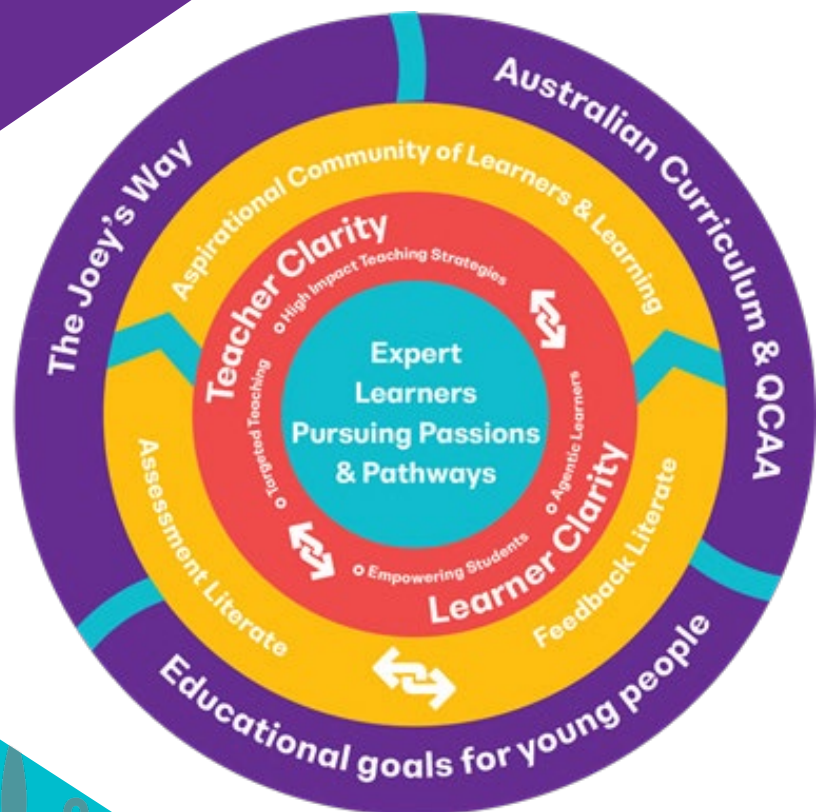 The Joey's Way
Australian Curriculum & QCAA
Educational goals for young people
Aspirational Community of Learners & Learning
Assessment Literate
Feedback Literate
Teacher Clarity
High Impact Teaching Strategies
Targeted Teaching
Learner Clarity
Agentic Learners
Empowering Students
Expert
Learners
Pursuing Passions
& Pathways